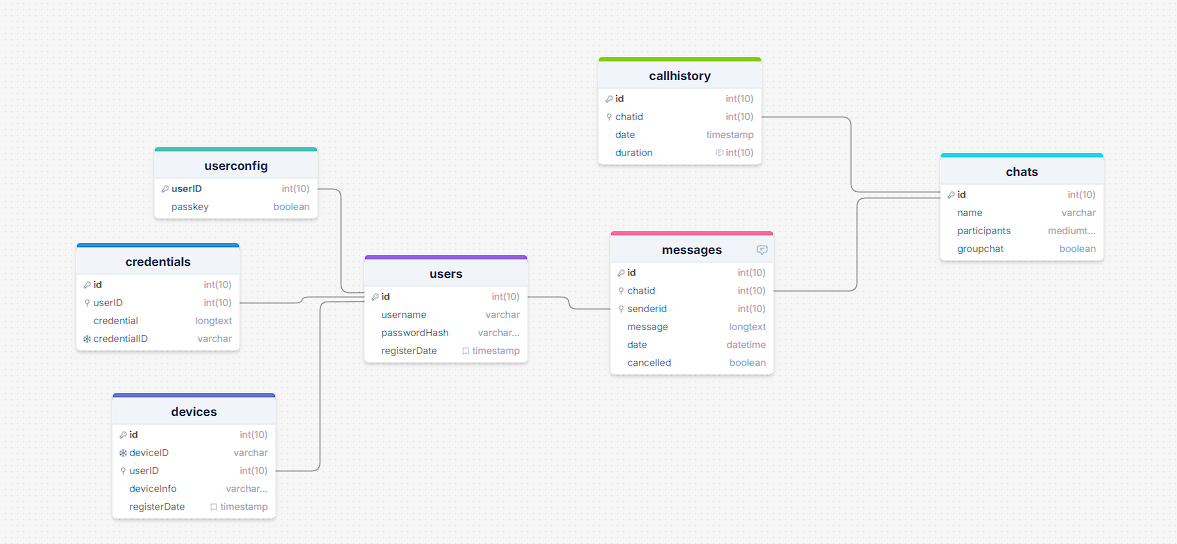 callhistory
id int(10)
chatid int(10)
date timestamp
duration int(10)
userconfig
userID int(10)
passkey boolean
chats
id int(10)
name varchar
participants mediumt...
groupchat boolean
credentials
id int(10)
userID int(10)
credential longtext
credentialID varchar
users
id int(10)
username varchar
passwordHash varchar...
registerDate timestamp
messages
id int(10)
chatid int(10)
senderid int(10)
message longtext
date datetime
cancelled boolean
devices
id int(10)
deviceID varchar
userID int(10)
deviceInfo varchar...
registerDate timestamp